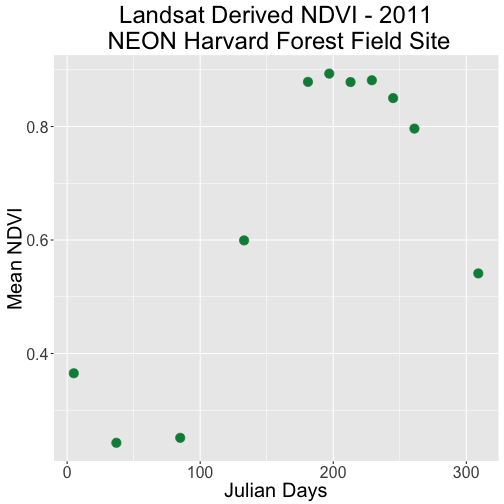 Landsat Derived NDVI - 2011
NEON Harvard Forest Field Site
Mean NDVI
0.8
0.6
0.4
0 100 200 300
Julian Days